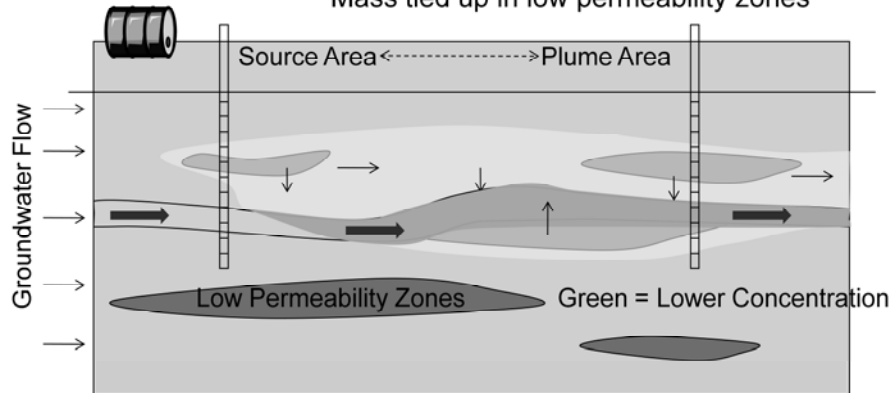 Mass tied up in low permeability zones
Source Area
Plume Area
Groundwater Flow
Low Permeability Zones
Green = Lower Concentration